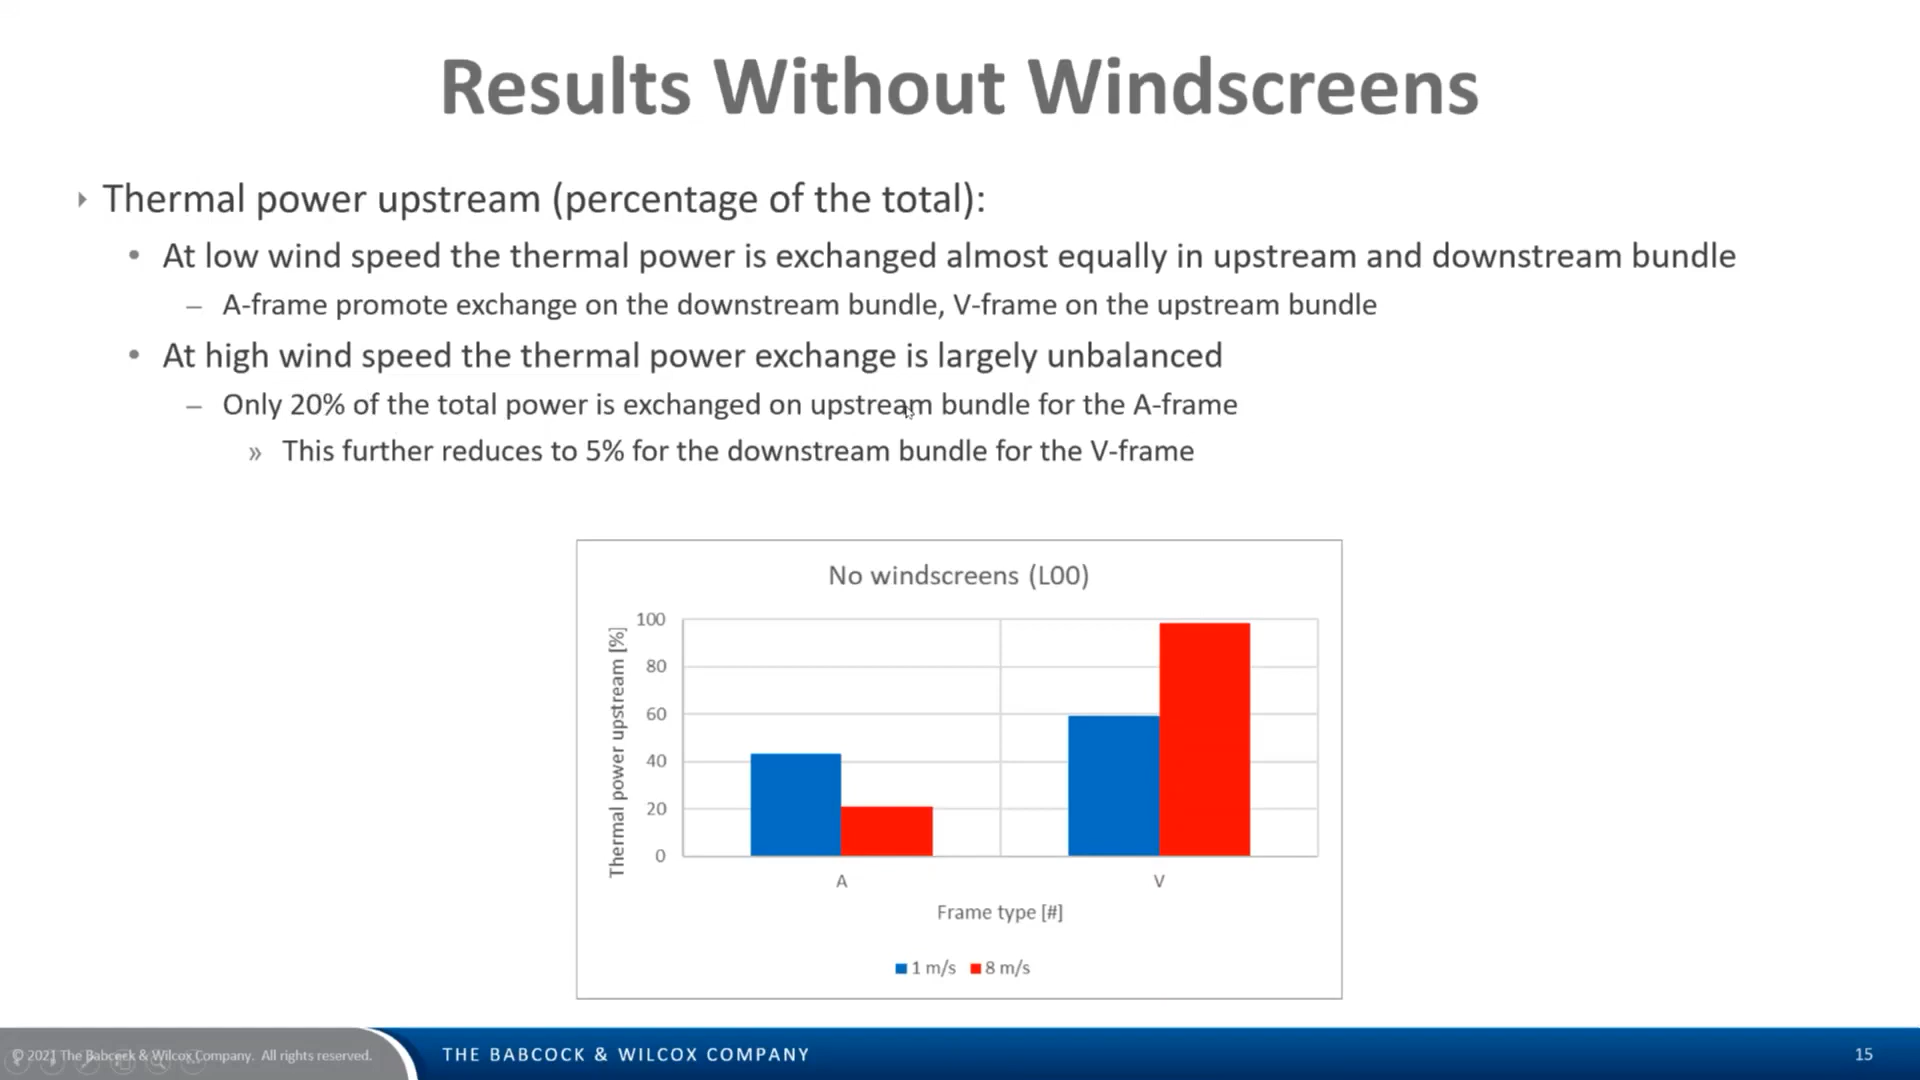 Results Without Windscreens
Thermal power upstream (percentage of the total):
• At low wind speed the thermal power is exchanged almost equally in upstream and downstream bundle
– A-frame promote exchange on the downstream bundle, V-frame on the upstream bundle
• At high wind speed the thermal power exchange is largely unbalanced
– Only 20% of the total power is exchanged on upstream bundle for the A-frame
» This further reduces to 5% for the downstream bundle for the V-frame
No windscreens (L00)
Thermal power upstream [%]
100
80
60
40
20
0
A V
Frame type [#]
1 m/s 8 m/s
© 2021 The Babcock & Wilcox Company. All rights reserved.
THE BABCOCK & WILCOX COMPANY
15